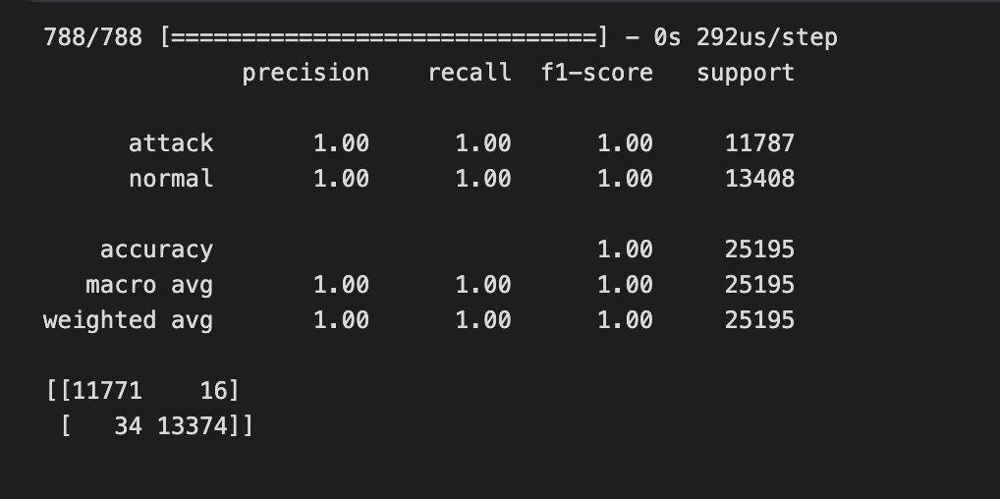 788/788 [==============================] - 0s 292us/step
              precision    recall  f1-score   support

      attack       1.00      1.00      1.00     11787
      normal       1.00      1.00      1.00     13408

    accuracy                           1.00     25195
   macro avg       1.00      1.00      1.00     25195
weighted avg       1.00      1.00      1.00     25195

[[11771    16]
 [   34 13374]]